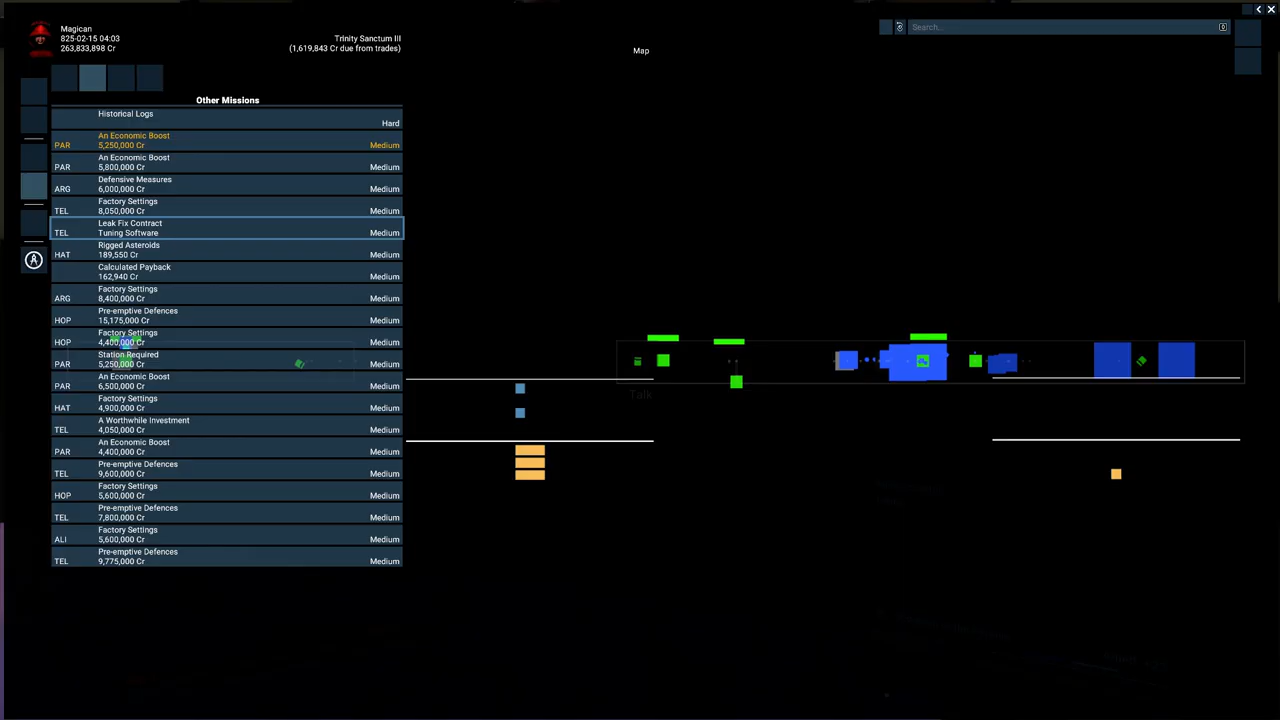 Magican
825-02-15 04:03
263,833,898 Cr
Trinity Sanctum III
(1,619,843 Cr due from trades)
Map
Search...
Other Missions
Historical Logs
Hard
An Economic Boost
PAR 5,250,000 Cr Medium
An Economic Boost
PAR 5,800,000 Cr Medium
Defensive Measures
ARG 6,000,000 Cr Medium
Factory Settings
TEL 8,050,000 Cr Medium
Leak Fix Contract
TEL Tuning Software Medium
Rigged Asteroids
HAT 189,550 Cr Medium
Calculated Payback
162,940 Cr Medium
Factory Settings
ARG 8,400,000 Cr Medium
Pre-emptive Defences
HOP 15,175,000 Cr Medium
Factory Settings
HOP 4,400,000 Cr Medium
Station Required
PAR 5,250,000 Cr Medium
An Economic Boost
PAR 6,500,000 Cr Medium
Factory Settings
HAT 4,900,000 Cr Medium
A Worthwhile Investment
TEL 4,050,000 Cr Medium
An Economic Boost
PAR 4,400,000 Cr Medium
Pre-emptive Defences
TEL 9,600,000 Cr Medium
Factory Settings
HOP 5,600,000 Cr Medium
Pre-emptive Defences
TEL 7,800,000 Cr Medium
Factory Settings
ALI 5,600,000 Cr Medium
Pre-emptive Defences
TEL 9,775,000 Cr Medium
Talk